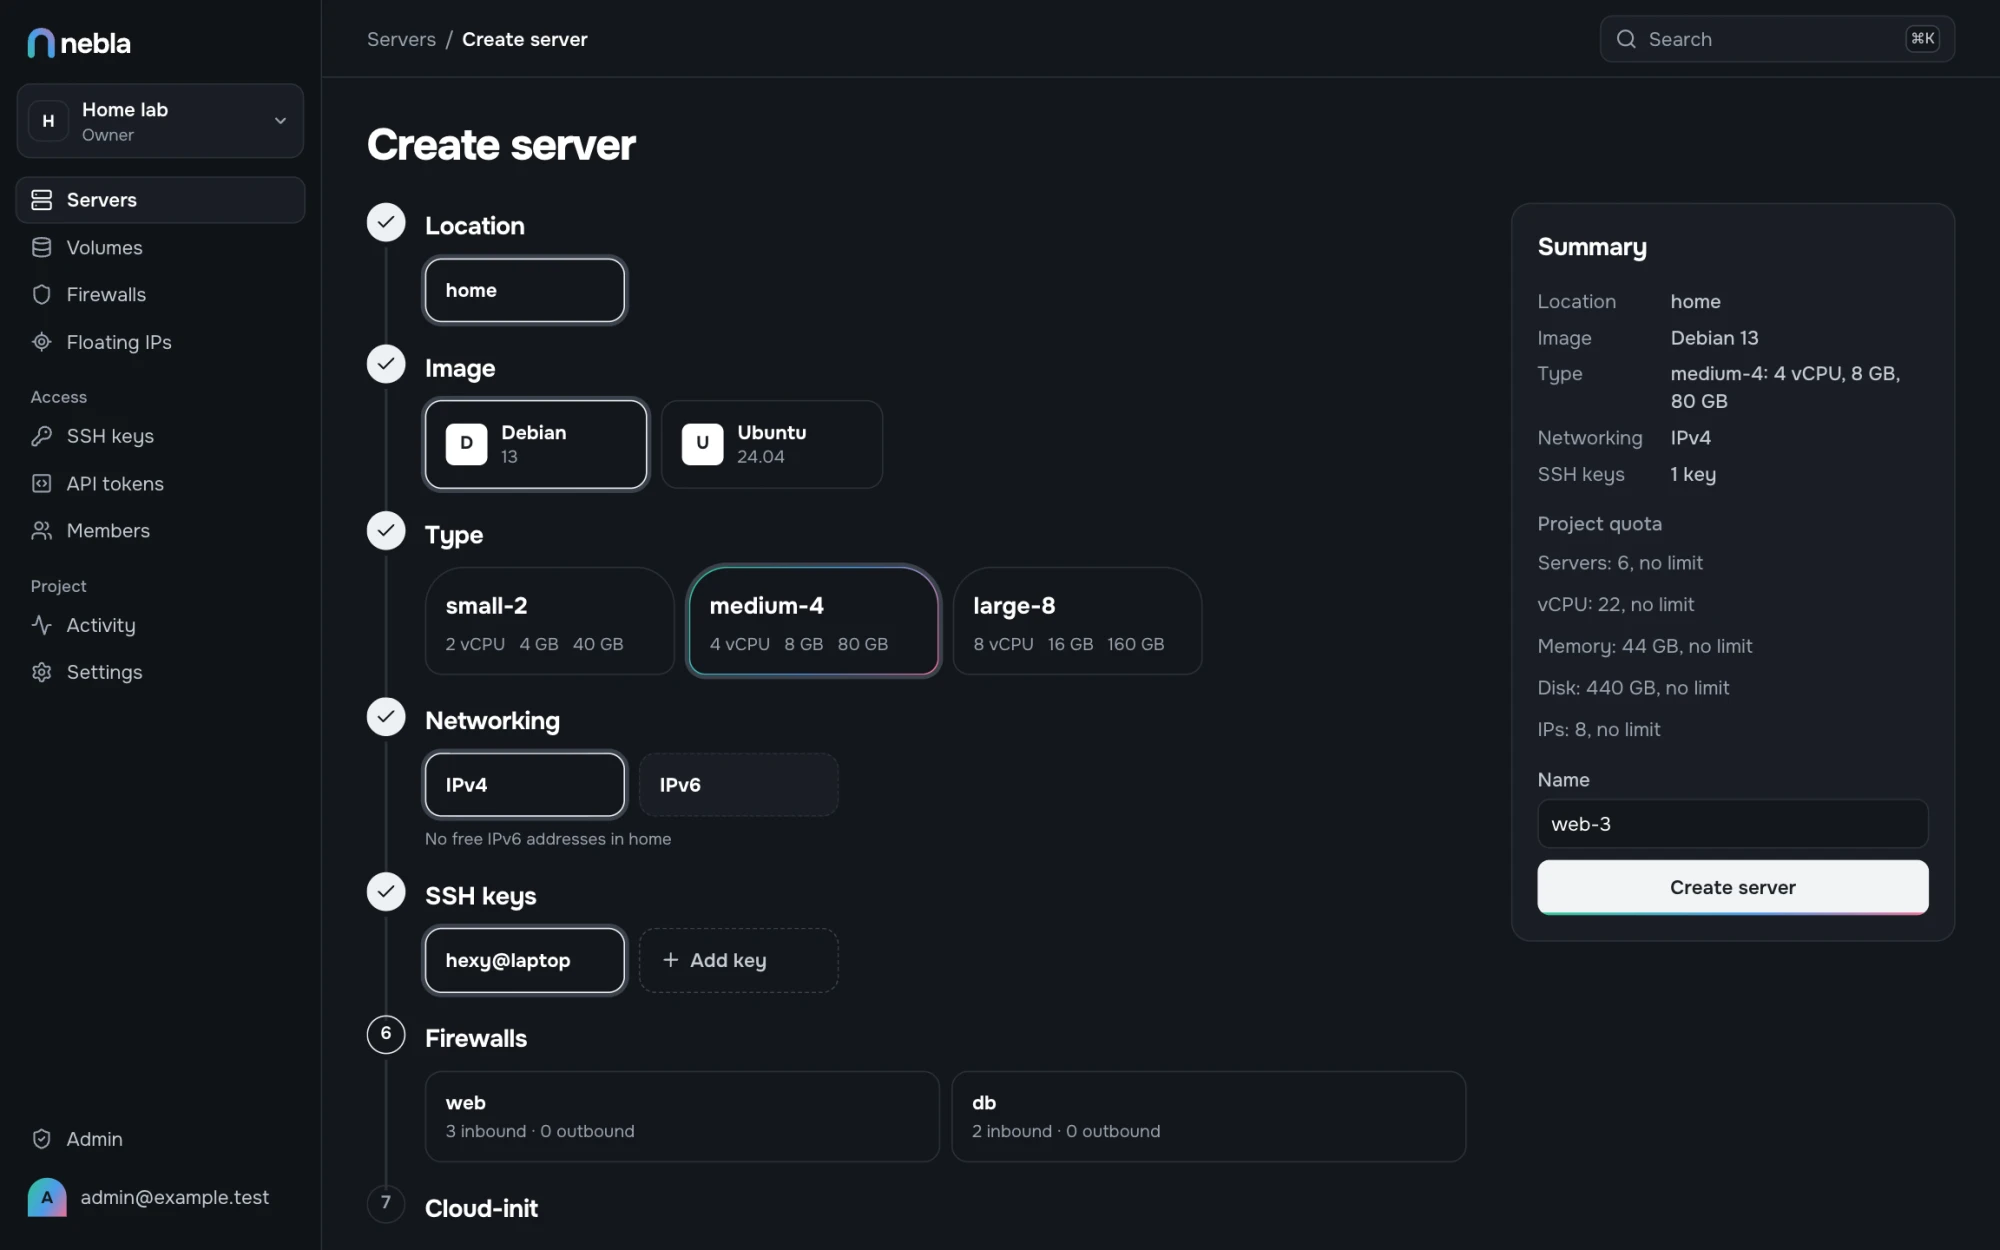 nebla
H
Home lab
Owner
Servers
Volumes
Firewalls
Floating IPs
Access
SSH keys
API tokens
Members
Project
Activity
Settings
Admin
A
admin@example.test
Servers / Create server
Search
⌘K
Create server
Location
home
Image
D
Debian
13
U
Ubuntu
24.04
Type
small-2
2 vCPU 4 GB 40 GB
medium-4
4 vCPU 8 GB 80 GB
large-8
8 vCPU 16 GB 160 GB
Networking
IPv4
IPv6
No free IPv6 addresses in home
SSH keys
hexy@laptop
+ Add key
6
Firewalls
web
3 inbound · 0 outbound
db
2 inbound · 0 outbound
7
Cloud-init
Summary
Location home
Image Debian 13
Type medium-4: 4 vCPU, 8 GB,
80 GB
Networking IPv4
SSH keys 1 key
Project quota
Servers: 6, no limit
vCPU: 22, no limit
Memory: 44 GB, no limit
Disk: 440 GB, no limit
IPs: 8, no limit
Name
web-3
Create server